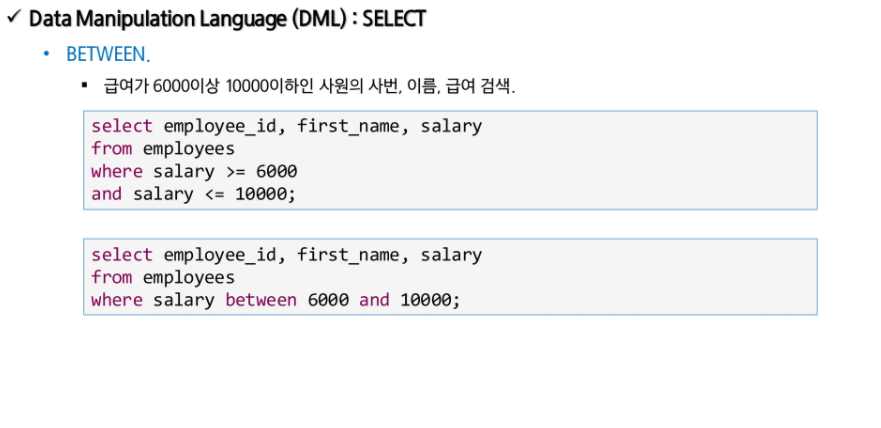 ✓ Data Manipulation Language (DML) : SELECT
• BETWEEN.
▪ 급여가 6000이상 10000이하인 사원의 사번, 이름, 급여 검색.
select employee_id, first_name, salary
from employees
where salary >= 6000
and salary <= 10000;
select employee_id, first_name, salary
from employees
where salary between 6000 and 10000;